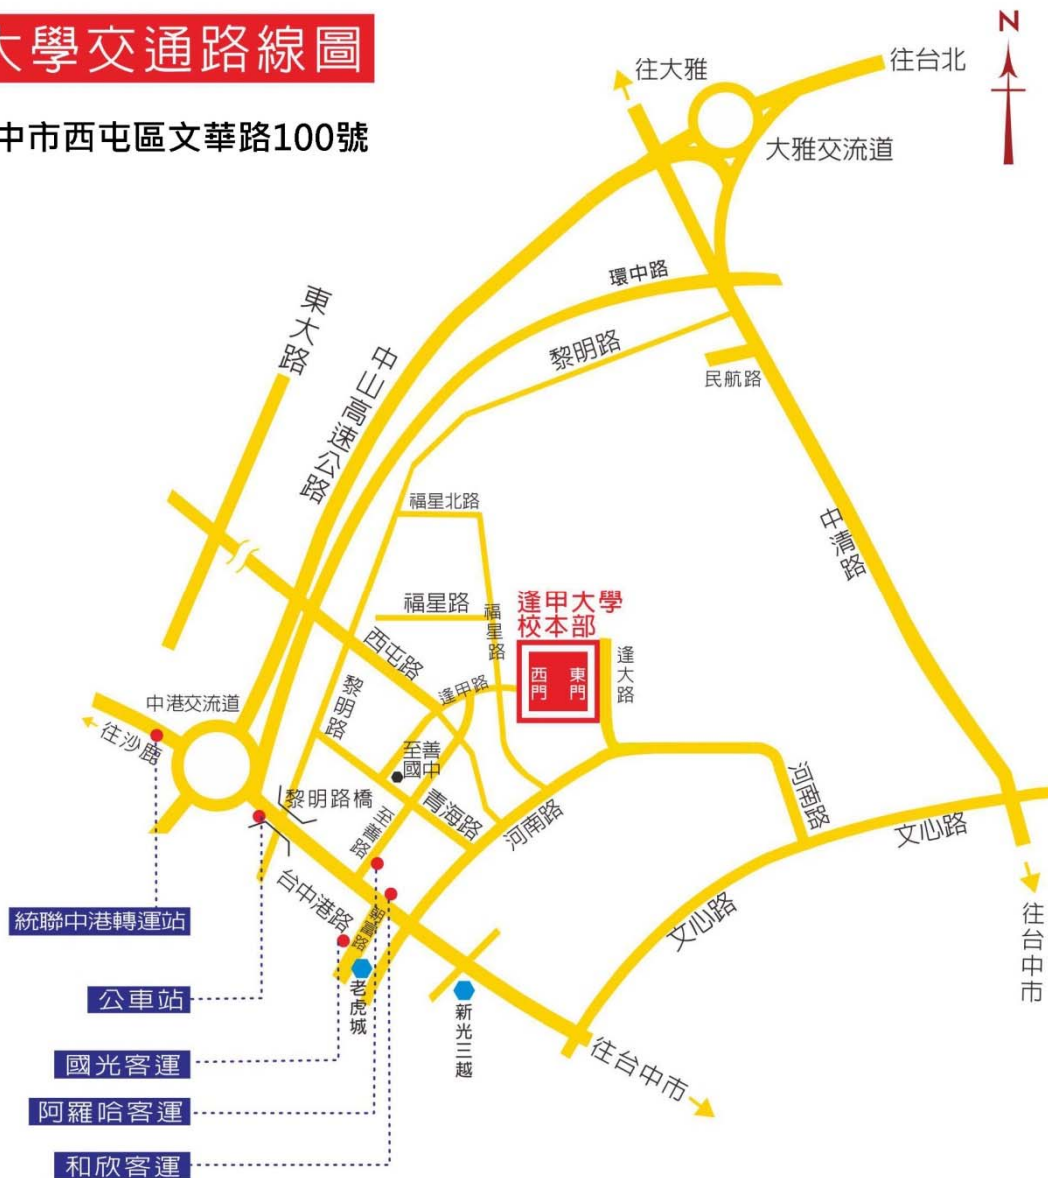 大學交通路線圖
中市西屯區文華路100號
N
往大雅
往台北
大雅交流道
環中路
東大路
黎明路
中山高速公路
民航路
福星北路
中清路
福星路
福星路
逢甲大學
校本部
西門
東門
逢大路
西屯路
逢甲路
黎明路
中港交流道
往沙鹿
至善
國中
黎明路橋
青海路
河南路
河南路
至善路
文心路
台中港路
朝富路
文心路
統聯中港轉運站
往台中市
公車站
老虎城
新光三越
國光客運
往台中市
阿羅哈客運
和欣客運